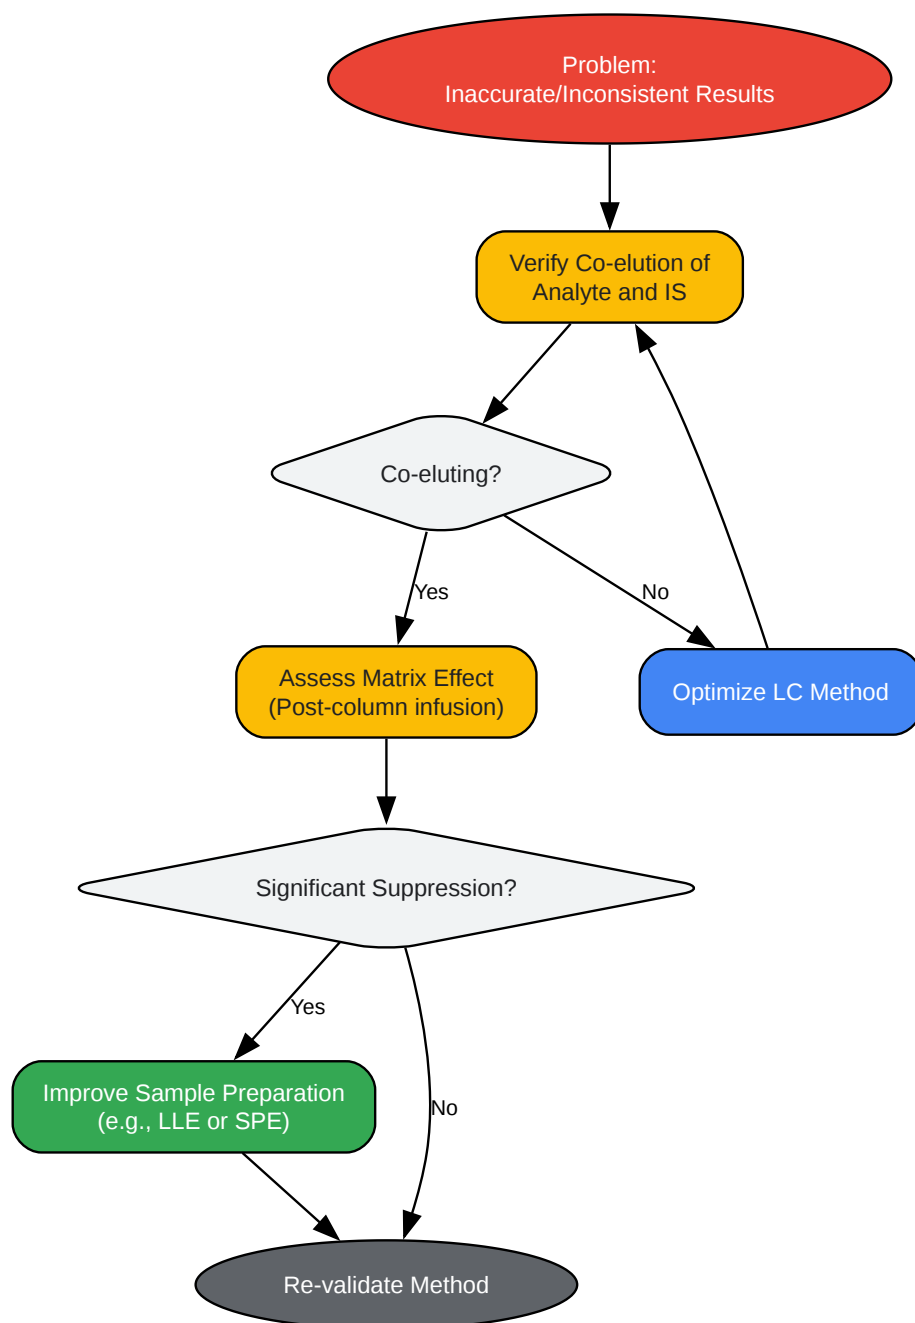 Problem:
Inaccurate/Inconsistent Results
Verify Co-elution of
Analyte and IS
Co-eluting?
Yes
No
Assess Matrix Effect
(Post-column infusion)
Optimize LC Method
Significant Suppression?
Yes
Improve Sample Preparation
(e.g., LLE or SPE)
No
Re-validate Method